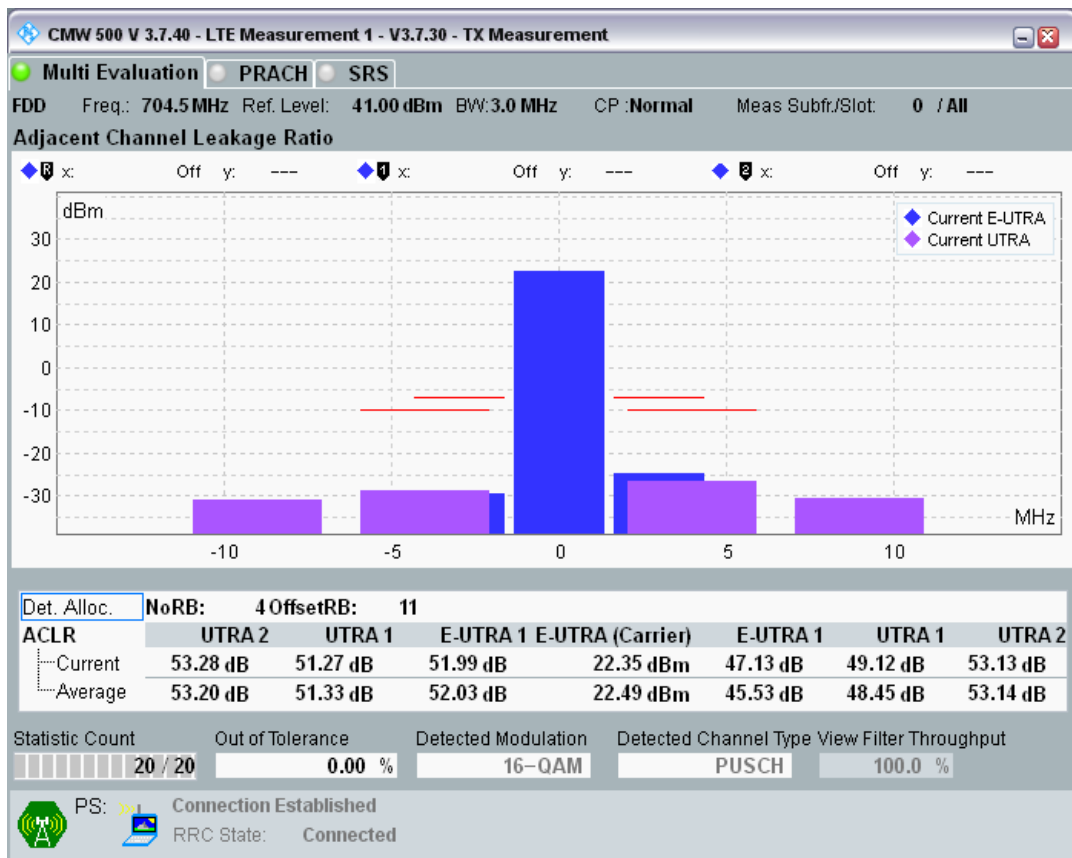 CMW 500 V 3.7.40 - LTE Measurement 1 - V3.7.30 - TX Measurement
Multi Evaluation PRACH SRS
FDD Freq.: 704.5 MHz Ref. Level: 41.00 dBm BW: 3.0 MHz CP :Normal Meas Subfr./Slot: 0 / All
Adjacent Channel Leakage Ratio
R x: Off y: --- 1 x: Off y: --- 2 x: Off y: ---
dBm
Current E-UTRA
Current UTRA
30
20
10
0
-10
-20
-30
MHz
-10 -5 0 5 10
Det. Alloc. NoRB: 4 OffsetRB: 11
ACLR UTRA 2 UTRA 1 E-UTRA 1 E-UTRA (Carrier) E-UTRA 1 UTRA 1 UTRA 2
Current 53.28 dB 51.27 dB 51.99 dB 22.35 dBm 47.13 dB 49.12 dB 53.13 dB
Average 53.20 dB 51.33 dB 52.03 dB 22.49 dBm 45.53 dB 48.45 dB 53.14 dB
Statistic Count Out of Tolerance Detected Modulation Detected Channel Type View Filter Throughput
20 / 20 0.00 % 16-QAM PUSCH 100.0 %
PS: Connection Established
RRC State: Connected